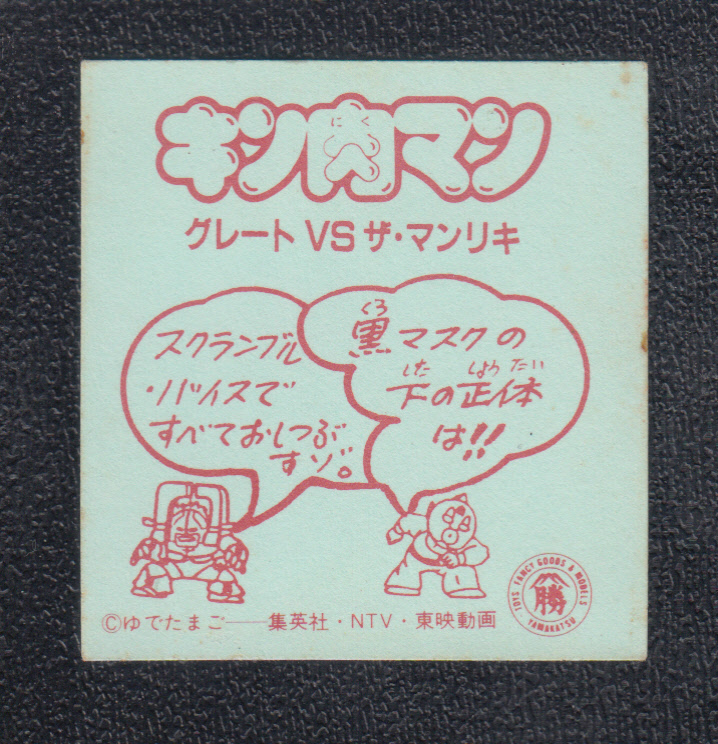 キン肉マン
にく
グレート VS ザ・マンリキ
スクランブル
・バイスで
すべておしつぶ
すゾ。
くろ
黒マスクの
した しょうたい
下の正体
は!!
TOYS・FANCY GOODS & MODELS
勝
YAMAKATSU
©ゆでたまご──集英社・NTV・東映動画